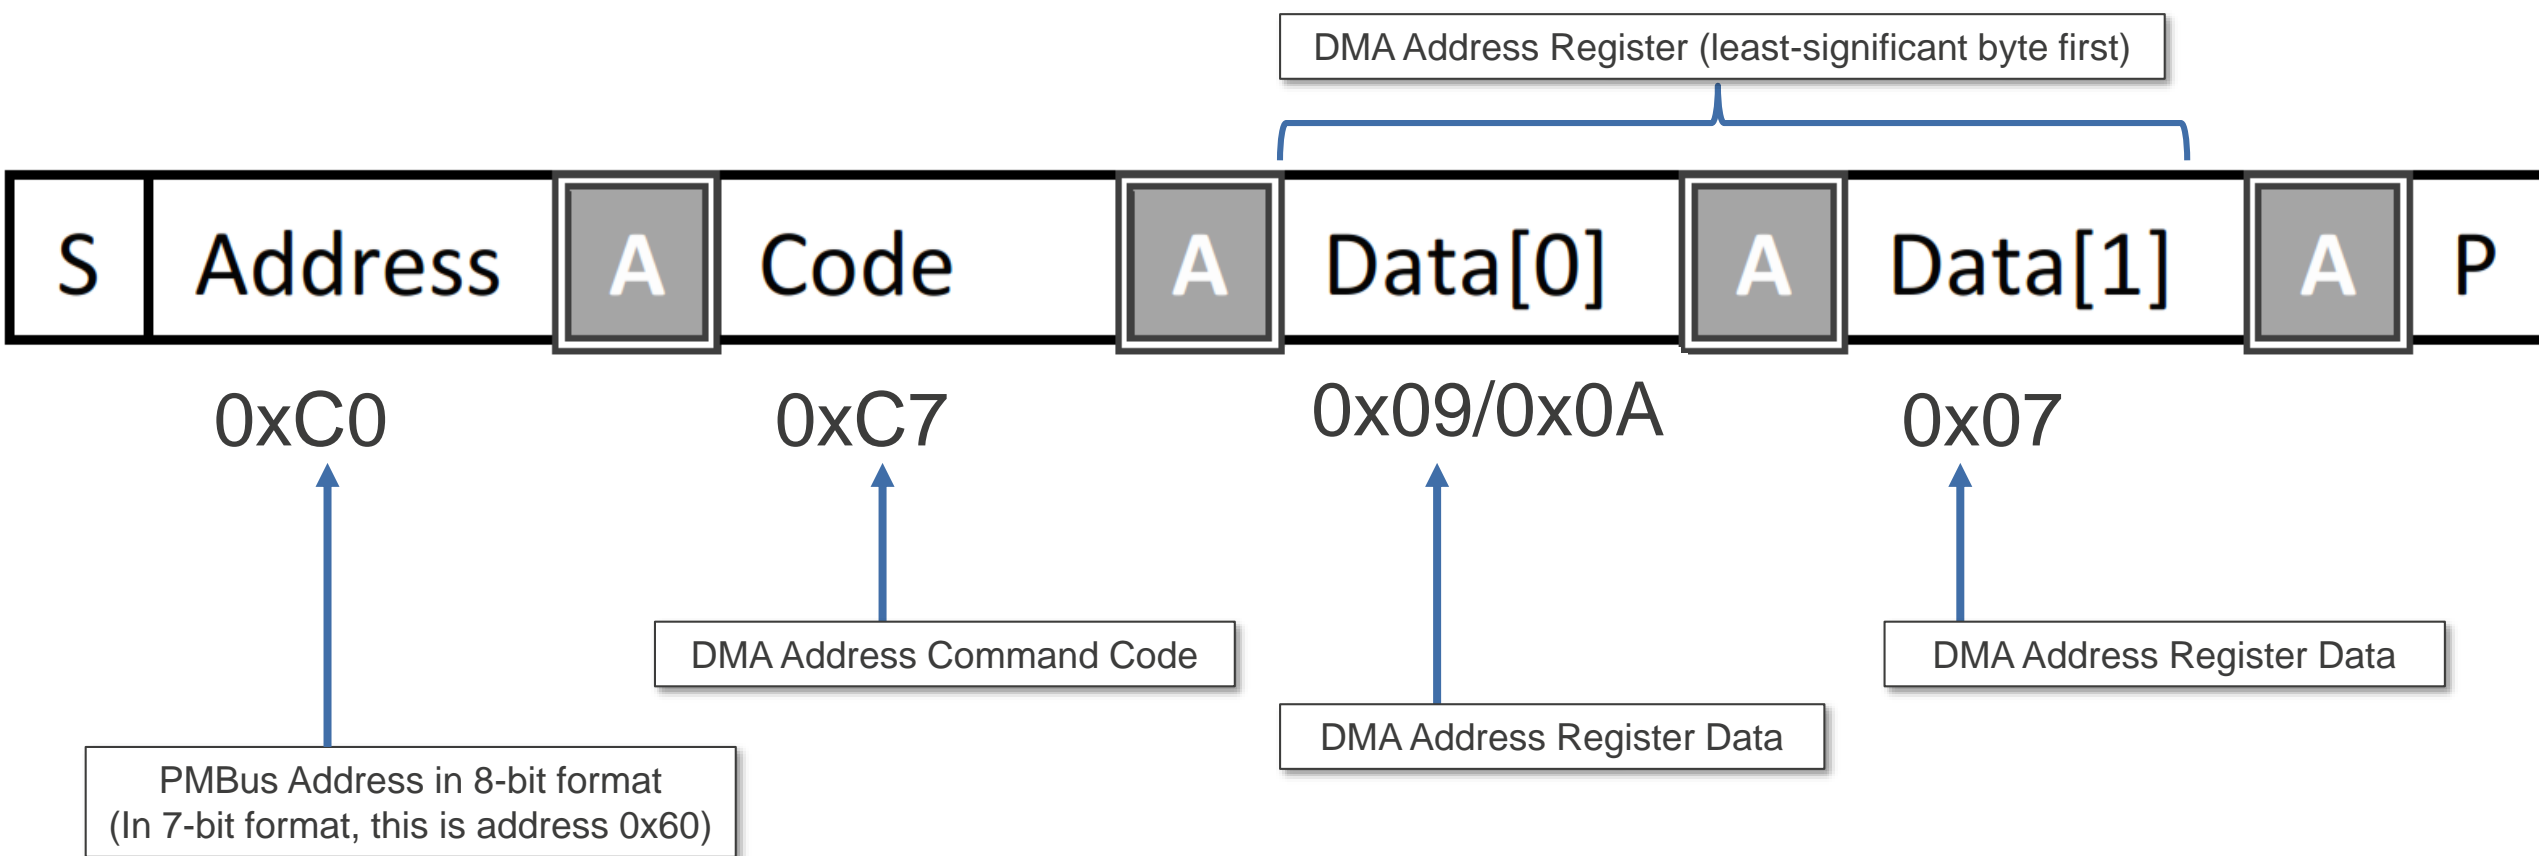 DMA Address Register (least-significant byte first)
S Address A Code A Data[0] A Data[1] A P
0xC0 0xC7 0x09/0x0A 0x07
DMA Address Command Code
DMA Address Register Data
DMA Address Register Data
PMBus Address in 8-bit format
(In 7-bit format, this is address 0x60)